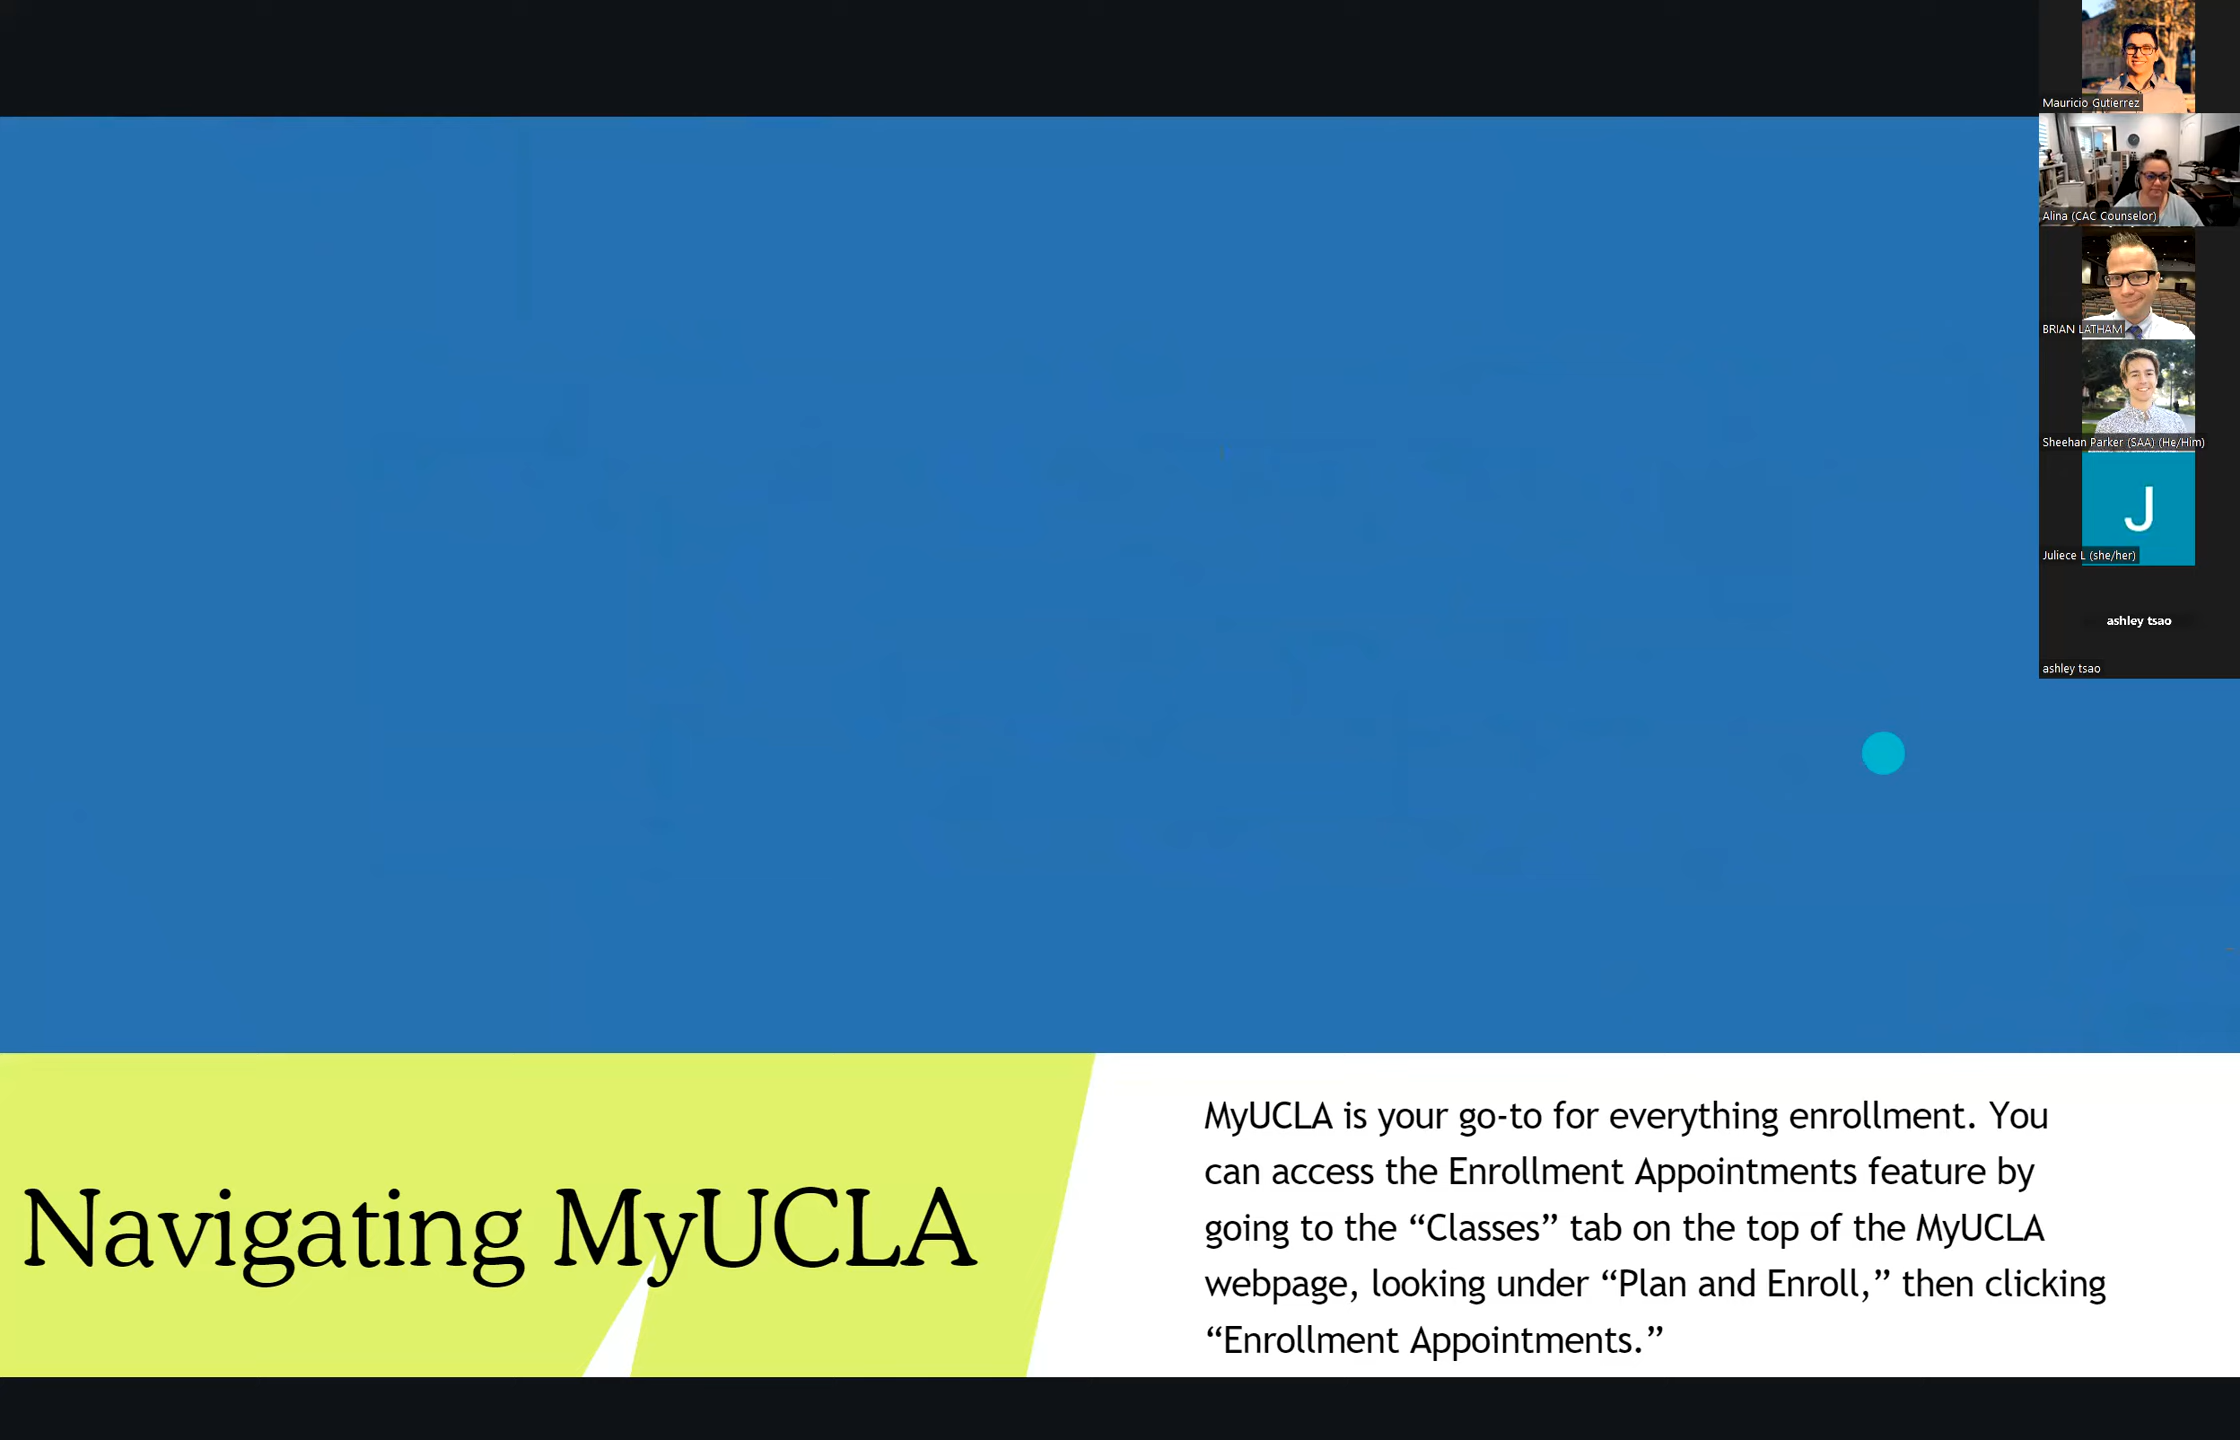 Mauricio Gutierrez
Alina (CAC Counselor)
BRIAN LATHAM
Sheehan Parker (SAA) (He/Him)
J
Juliece L (she/her)
ashley tsao
ashley tsao
Navigating MyUCLA
MyUCLA is your go-to for everything enrollment. You
can access the Enrollment Appointments feature by
going to the “Classes” tab on the top of the MyUCLA
webpage, looking under “Plan and Enroll,” then clicking
“Enrollment Appointments.”